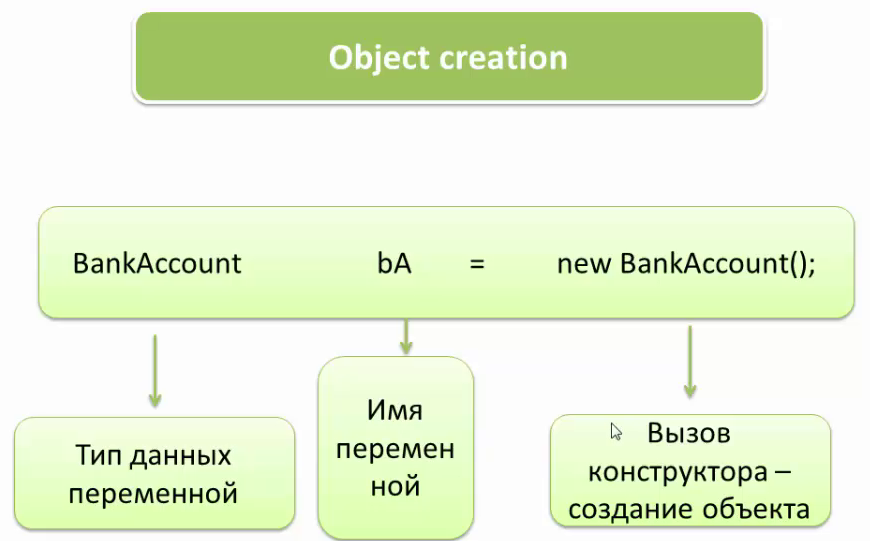 Object creation
BankAccount bA = new BankAccount();
Тип данных
переменной
Имя
перемен
ной
Вызов
конструктора –
создание объекта